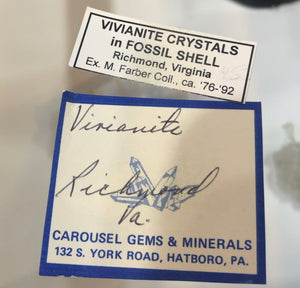 VIVIANITE CRYSTALS
in FOSSIL SHELL
Richmond, Virginia
Ex. M. Farber Coll., ca. '76-'92
Vivianite
Richmond
Va.
CAROUSEL GEMS & MINERALS
132 S. YORK ROAD, HATBORO, PA.